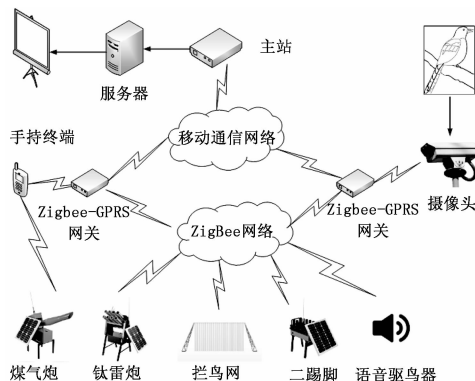 主站
服务器
手持终端
移动通信网络
摄像头
Zigbee-GPRS
网关
ZigBee网络
Zigbee-GPRS
网关
煤气炮
钛雷炮
拦鸟网
二踢脚
语音驱鸟器